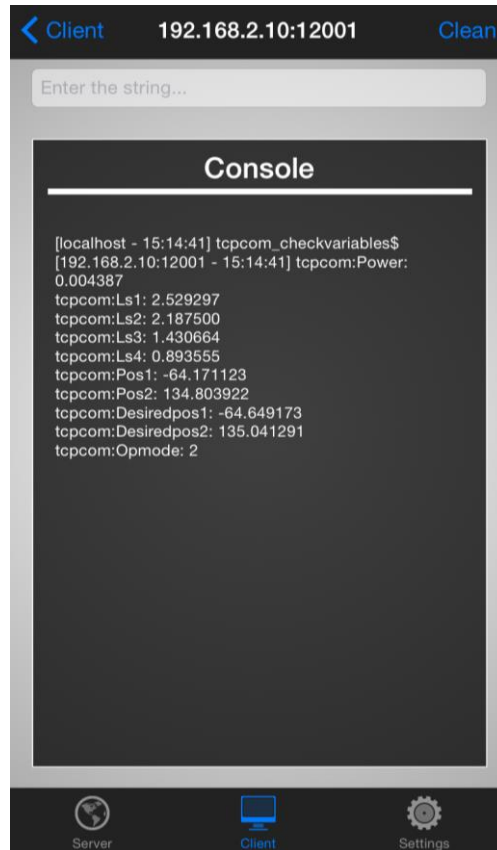 Client 192.168.2.10:12001 Clean
Enter the string...
Console
[localhost - 15:14:41] tcpcom_checkvariables$
[192.168.2.10:12001 - 15:14:41] tcpcom:Power:
0.004387
tcpcom:Ls1: 2.529297
tcpcom:Ls2: 2.187500
tcpcom:Ls3: 1.430664
tcpcom:Ls4: 0.893555
tcpcom:Pos1: -64.171123
tcpcom:Pos2: 134.803922
tcpcom:Desiredpos1: -64.649173
tcpcom:Desiredpos2: 135.041291
tcpcom:Opmode: 2
Server Client Settings